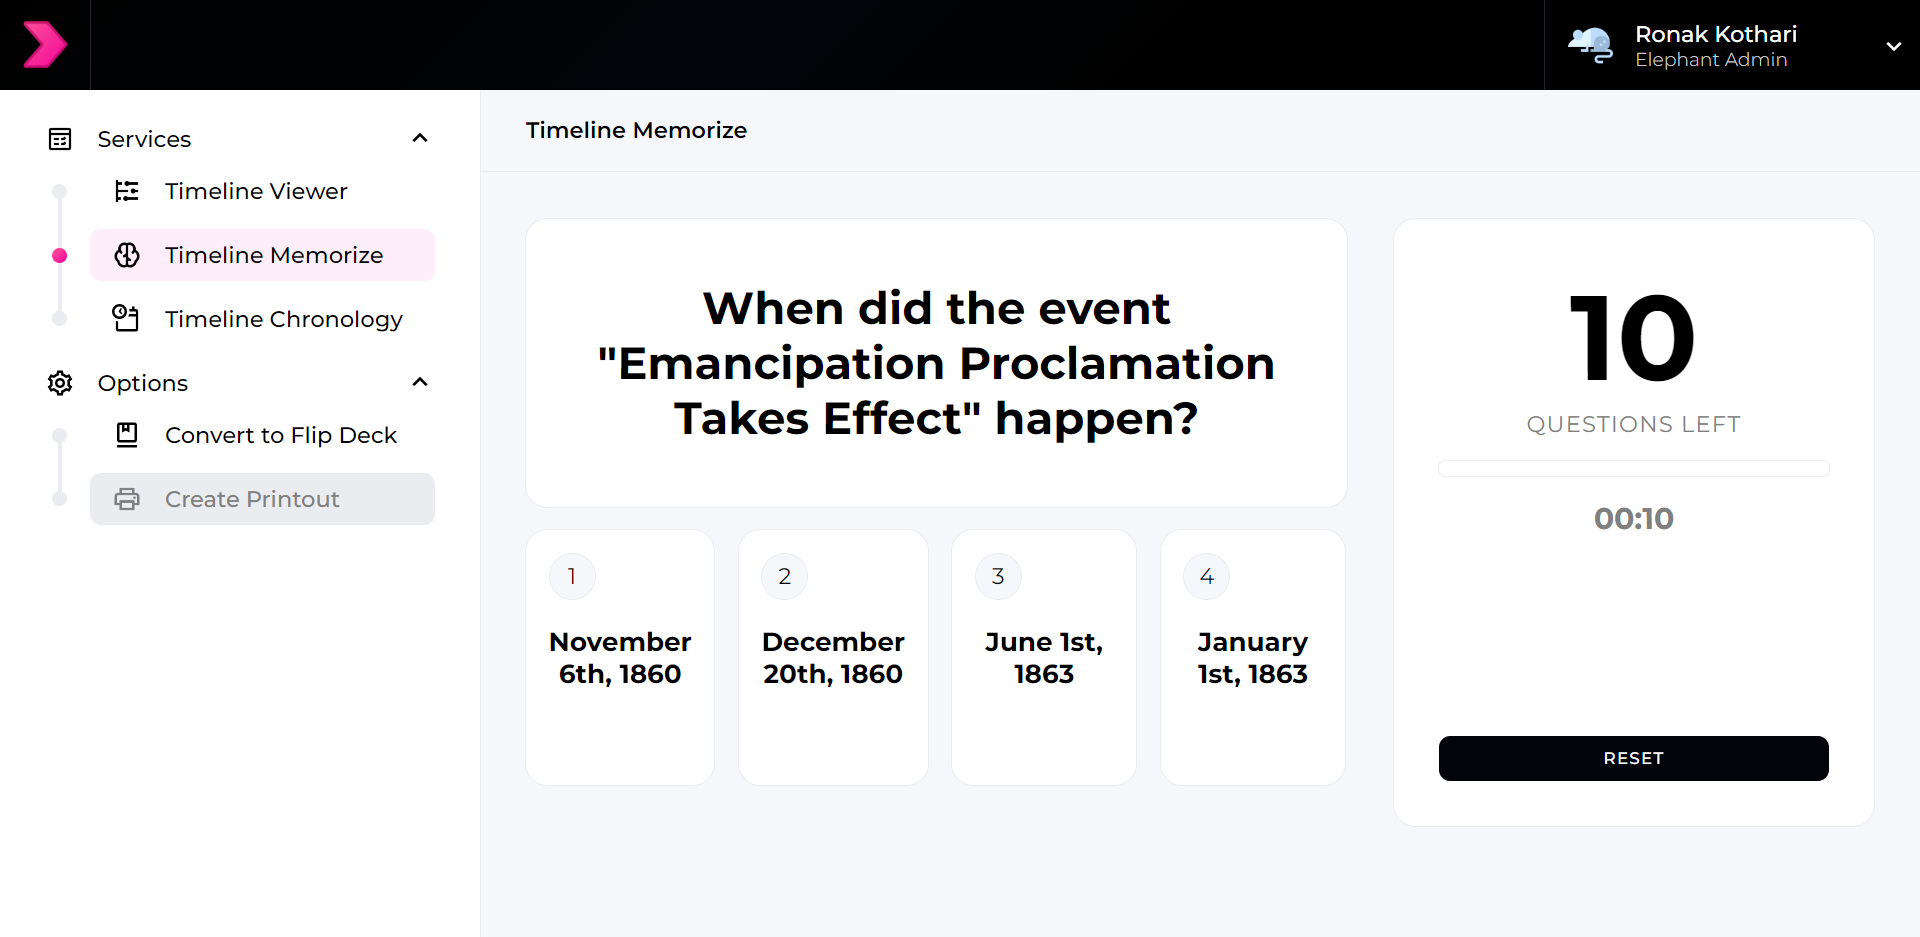 Ronak Kothari
Elephant Admin
Services
Timeline Viewer
Timeline Memorize
Timeline Chronology
Options
Convert to Flip Deck
Create Printout
Timeline Memorize
When did the event
"Emancipation Proclamation
Takes Effect" happen?
1
November
6th, 1860
2
December
20th, 1860
3
June 1st,
1863
4
January
1st, 1863
10
QUESTIONS LEFT
00:10
RESET